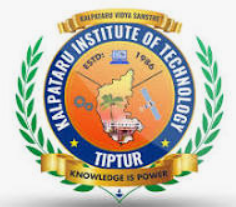 KALPATARU VIDYA SAMSTHE
KALPATARU INSTITUTE OF TECHNOLOGY
ESTD: 1986
TIPTUR
KNOWLEDGE IS POWER